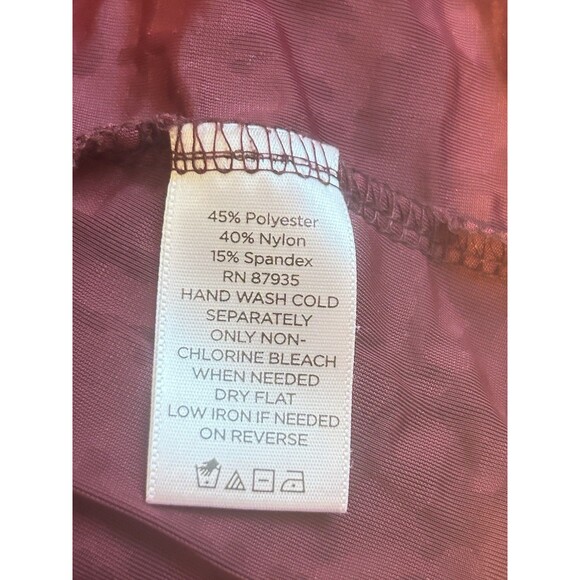 45% Polyester
40% Nylon
15% Spandex
RN 87935
HAND WASH COLD
SEPARATELY
ONLY NON-
CHLORINE BLEACH
WHEN NEEDED
DRY FLAT
LOW IRON IF NEEDED
ON REVERSE